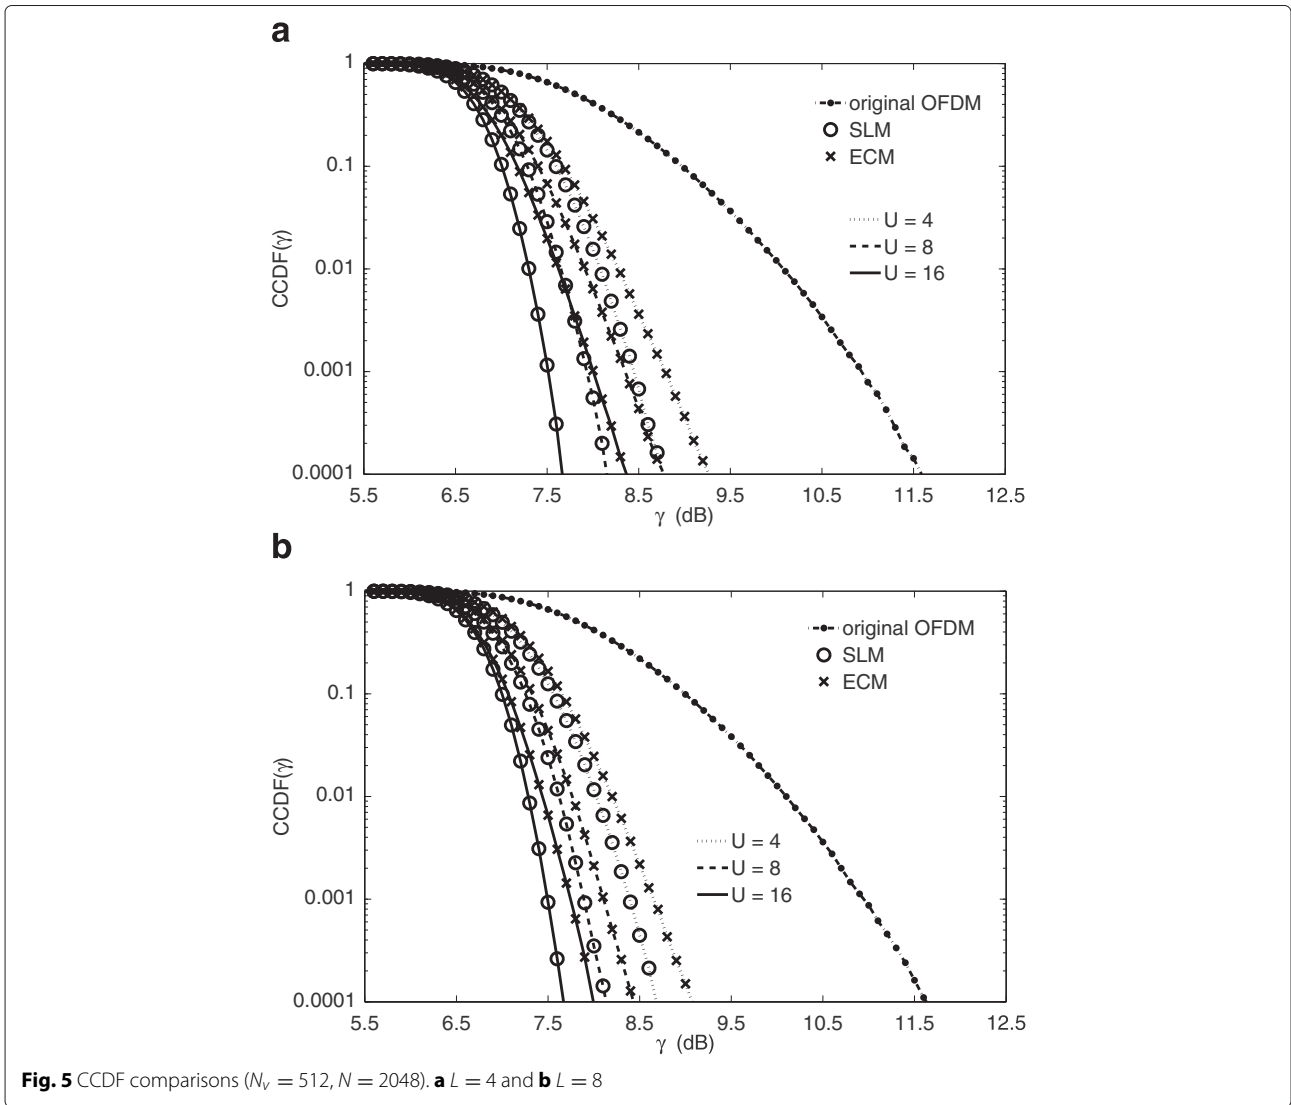 a
1
0.1
0.01
0.001
0.0001
CCDF(γ)
original OFDM
SLM
ECM
U = 4
U = 8
U = 16
5.5 6.5 7.5 8.5 9.5 10.5 11.5 12.5
γ (dB)
b
1
0.1
0.01
0.001
0.0001
CCDF(γ)
original OFDM
SLM
ECM
U = 4
U = 8
U = 16
5.5 6.5 7.5 8.5 9.5 10.5 11.5 12.5
γ (dB)
Fig. 5 CCDF comparisons (Nᵥ = 512, N = 2048). a L = 4 and b L = 8